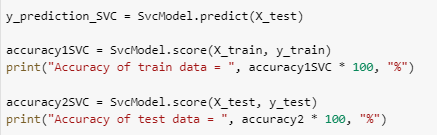 y_prediction_SVC = SvcModel.predict(X_test)
accuracy1SVC = SvcModel.score(X_train, y_train)
print("Accuracy of train data = ", accuracy1SVC * 100, "%")
accuracy2SVC = SvcModel.score(X_test, y_test)
print("Accuracy of test data = ", accuracy2 * 100, "%")